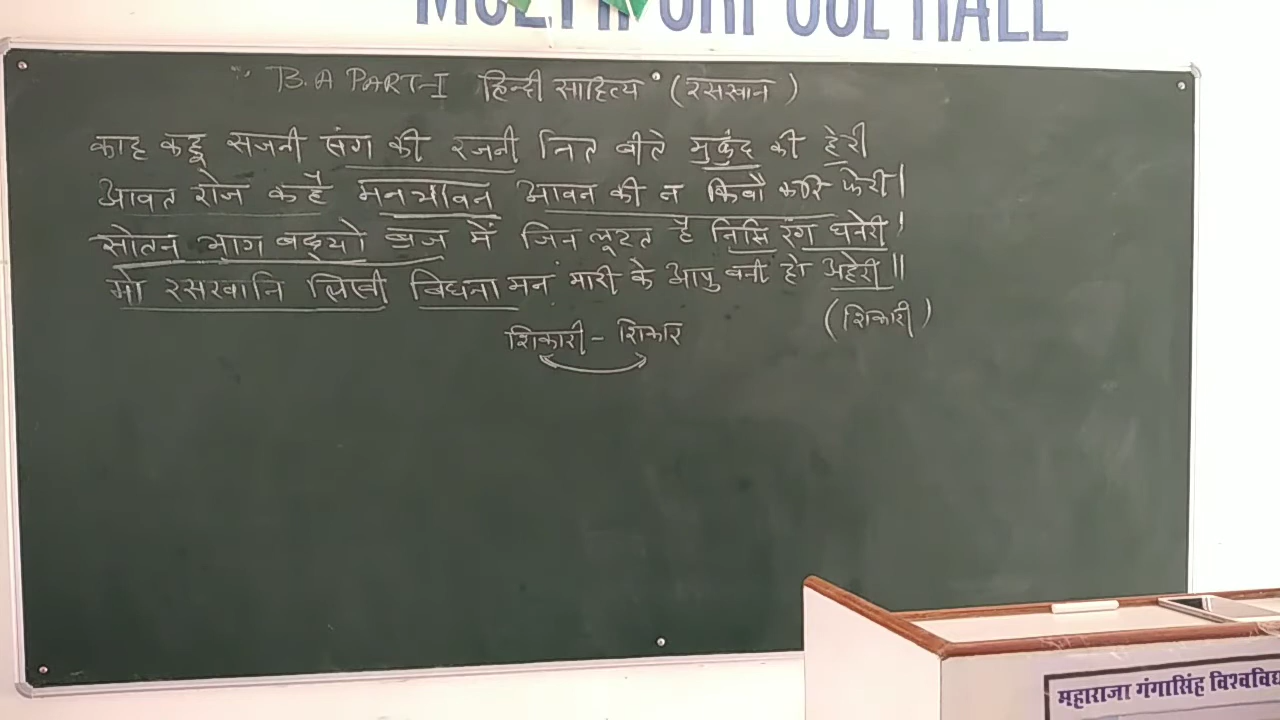 MULTIPURPOSE HALL
B.A PART-I हिन्दी साहित्य (रसखान)
काह कहू सजनी संग की रजनी नित बीते मुकुंद की हेरी
आवत रोज कहै मनभावन आवन की न किबौ करि फेरी।
सोतन भाग बढ्यो ब्रज में जिन लूटत है निसि रंग घनेरी।
मो रसखानि लिखी विधना मन मारी के आपु बनी हो अहेरी॥
(शिकारी)
शिकारी - शिकार
महाराजा गंगासिंह